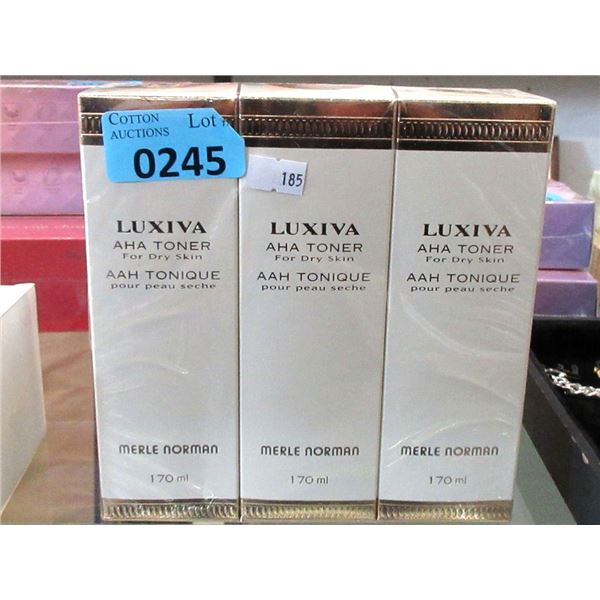 COTTON Lot #
AUCTIONS
0245
185
LUXIVA
AHA TONER
For Dry Skin
AAH TONIQUE
pour peau seche
MERLE NORMAN
170 ml
LUXIVA
AHA TONER
For Dry Skin
AAH TONIQUE
pour peau seche
MERLE NORMAN
170 ml
LUXIVA
AHA TONER
For Dry Skin
AAH TONIQUE
pour peau seche
MERLE NORMAN
170 ml